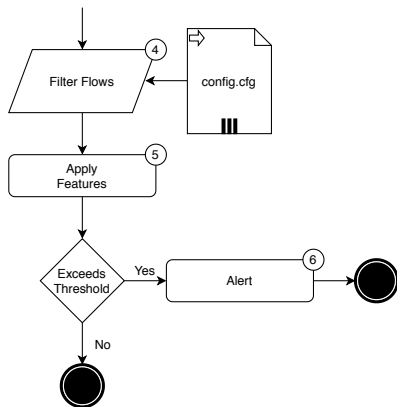 4
Filter Flows
config.cfg
5
Apply
Features
6
Exceeds
Threshold
Yes
Alert
No